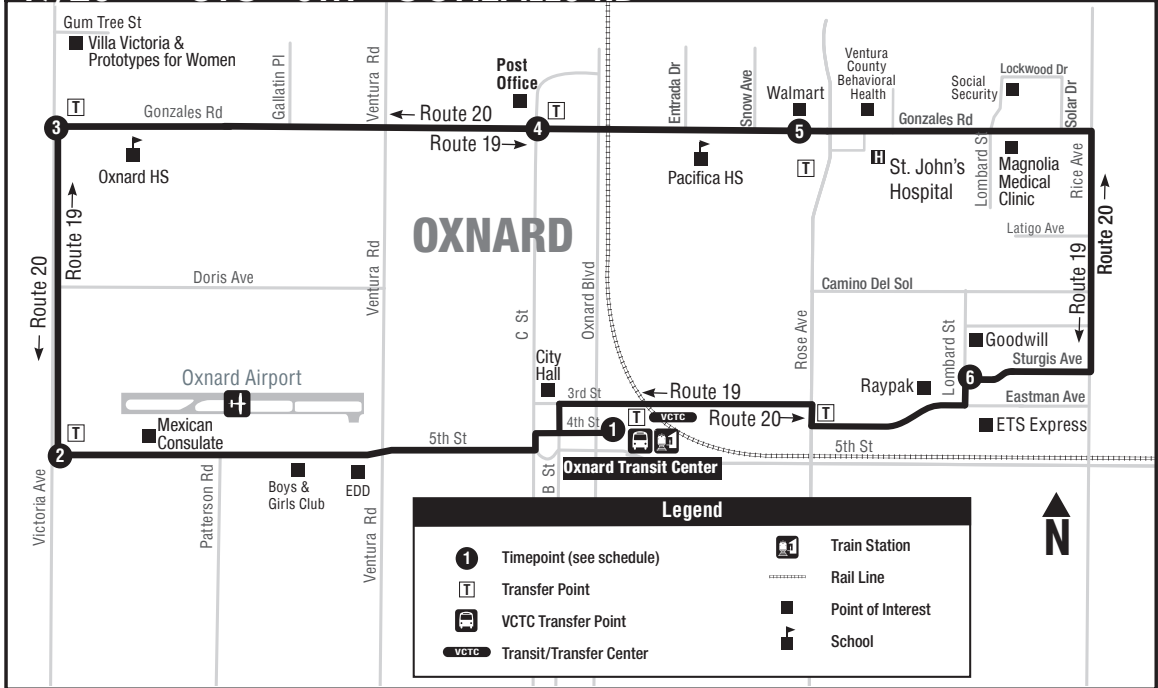 Gum Tree St
Villa Victoria &
Prototypes for Women
Gallatin Pl
Ventura Rd
Post
Office
Entrada Dr
Snow Ave
Walmart
Ventura
County
Behavioral
Health
Social
Security
Lockwood Dr
Solar Dr
T
Gonzales Rd
← Route 20
T
Gonzales Rd
3
4
5
Route 19→
Oxnard HS
Pacifica HS
T
H
St. John's
Hospital
Lombard St
Magnolia
Medical
Clinic
Rice Ave
Route 19→
← Route 20
OXNARD
Latigo Ave
Route 20→
←Route 19
Doris Ave
Ventura Rd
C St
Oxnard Blvd
Rose Ave
Camino Del Sol
Lombard St
Goodwill
Sturgis Ave
Oxnard Airport
City
Hall
Raypak
6
3rd St
←Route 19
Eastman Ave
Mexican
Consulate
4th St
1
T
VCTC
Route 20→
T
ETS Express
T
2
5th St
5th St
Oxnard Transit Center
Victoria Ave
Patterson Rd
Boys &
Girls Club
EDD
Ventura Rd
B St
N
Legend
1
Timepoint (see schedule)
T
Transfer Point
VCTC Transfer Point
VCTC
Transit/Transfer Center
Train Station
Rail Line
Point of Interest
School